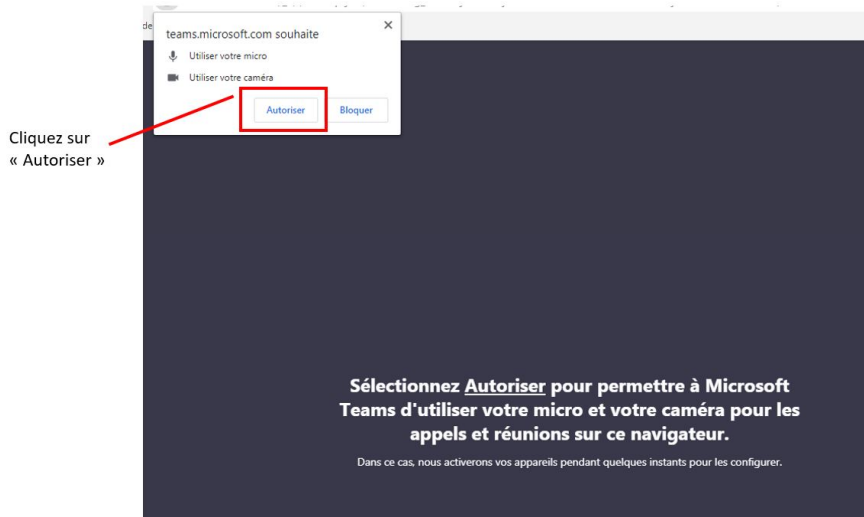 de
teams.microsoft.com souhaite
Utiliser votre micro
Utiliser votre caméra
Autoriser
Bloquer
Cliquez sur
« Autoriser »
Sélectionnez Autoriser pour permettre à Microsoft
Teams d'utiliser votre micro et votre caméra pour les
appels et réunions sur ce navigateur.
Dans ce cas, nous activerons vos appareils pendant quelques instants pour les configurer.